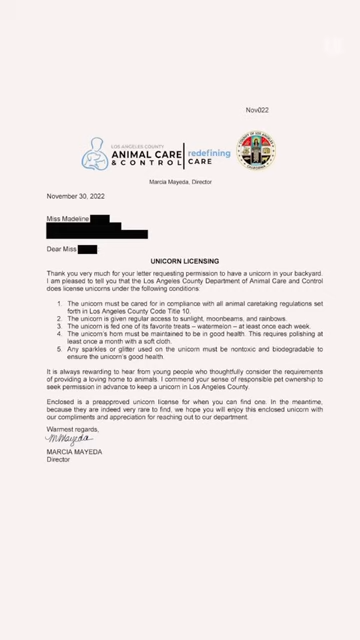 Nov022
LOS ANGELES COUNTY
ANIMAL CARE
& CONTROL
redefining
CARE
Marcia Mayeda, Director
November 30, 2022
Miss Madeline
Dear Miss :
UNICORN LICENSING
Thank you very much for your letter requesting permission to have a unicorn in your backyard.
I am pleased to tell you that the Los Angeles County Department of Animal Care and Control
does license unicorns under the following conditions
1. The unicorn must be cared for in compliance with all animal caretaking regulations set
forth in Los Angeles County Code Title 10.
2. The unicorn is given regular access to sunlight, moonbeams, and rainbows.
3. The unicorn is fed one of its favorite treats – watermelon – at least once each week.
4. The unicorn's horn must be maintained to be in good health. This requires polishing at
least once a month with a soft cloth.
5. Any sparkles or glitter used on the unicorn must be nontoxic and biodegradable to
ensure the unicorn's good health.
It is always rewarding to hear from young people who thoughtfully consider the requirements
of providing a loving home to animals. I commend your sense of responsible pet ownership to
seek permission in advance to keep a unicorn in Los Angeles County.
Enclosed is a preapproved unicorn license for when you can find one. In the meantime,
because they are indeed very rare to find, we hope you will enjoy this enclosed unicorn with
our compliments and appreciation for reaching out to our department.
Warmest regards,
MMayeda
MARCIA MAYEDA
Director